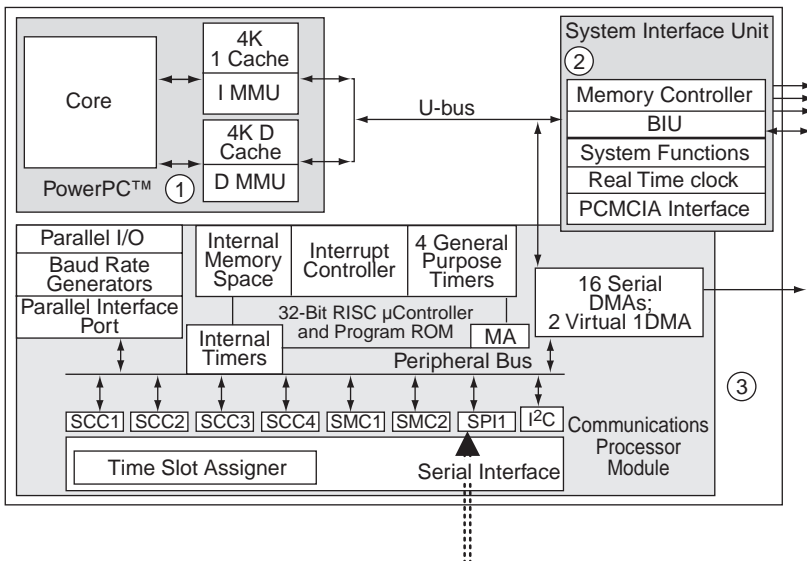 4K
1 Cache
I MMU
Core
4K D
Cache
D MMU
PowerPC™
1
U-bus
System Interface Unit
2
Memory Controller
BIU
System Functions
Real Time clock
PCMCIA Interface
Parallel I/O
Baud Rate
Generators
Parallel Interface
Port
Internal
Memory
Space
Interrupt
Controller
4 General
Purpose
Timers
32-Bit RISC µController
and Program ROM
Internal
Timers
MA
16 Serial
DMAs;
2 Virtual 1DMA
Peripheral Bus
3
SCC1 SCC2 SCC3 SCC4 SMC1 SMC2 SPI1 I²C
Communications
Processor
Module
Time Slot Assigner
Serial Interface